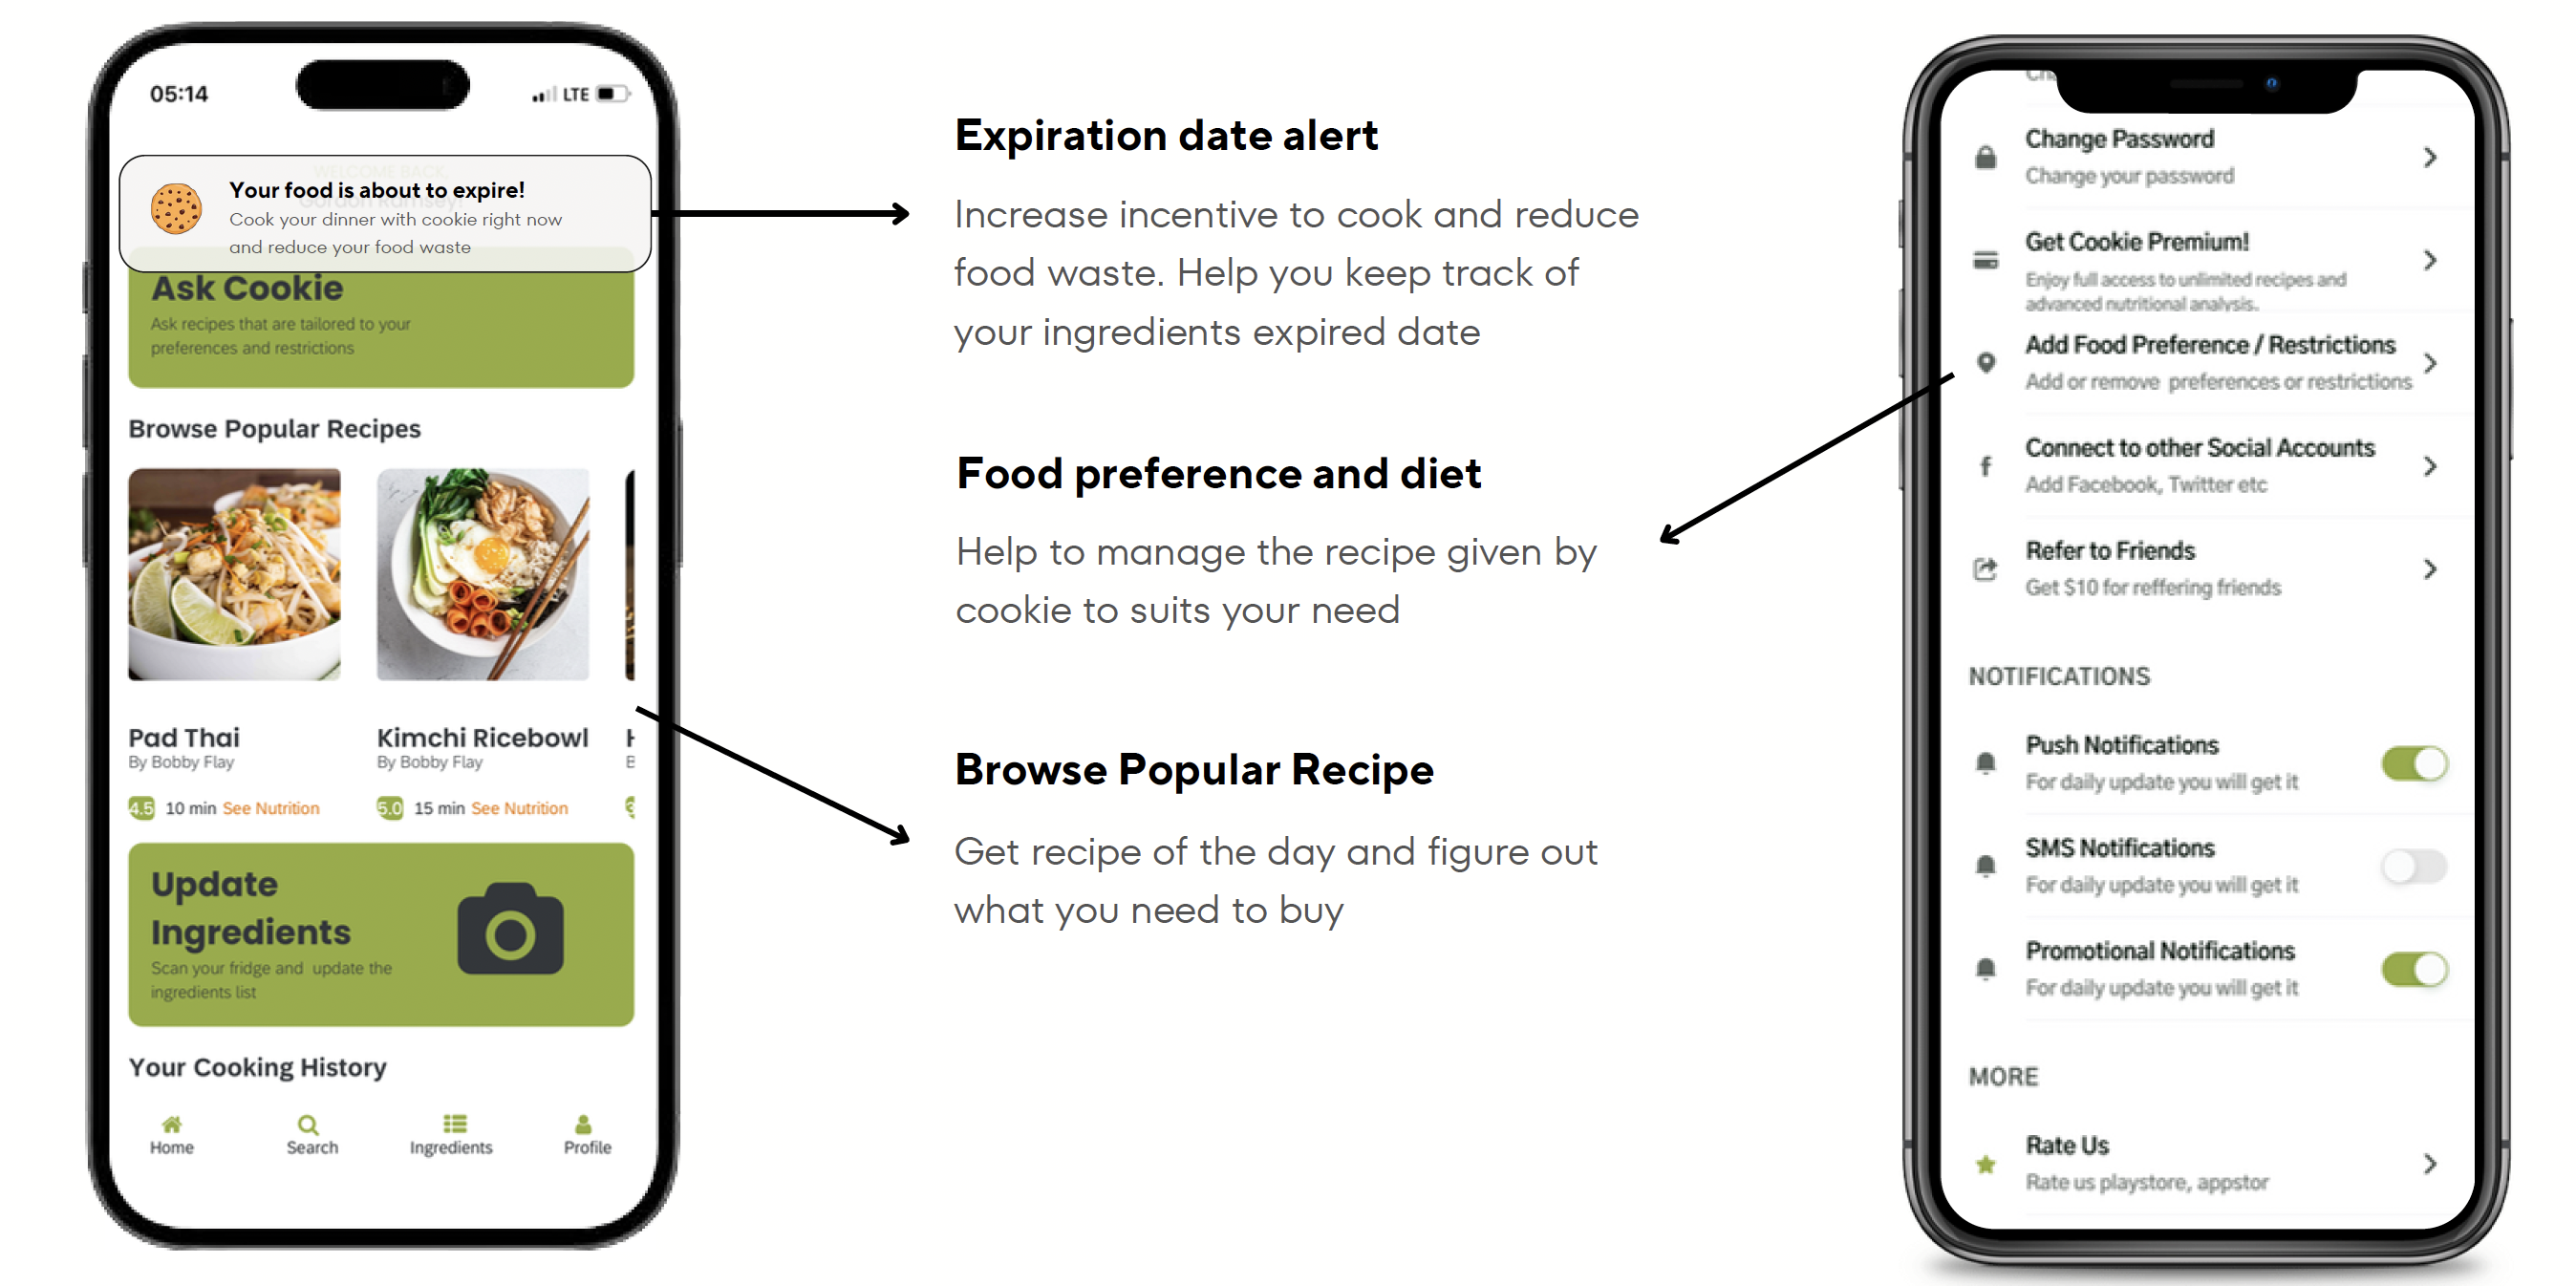 05:14
LTE
WELCOME BACK,
Gordon Ramsey!
Your food is about to expire!
Cook your dinner with cookie right now
and reduce your food waste
Ask Cookie
Ask recipes that are tailored to your
preferences and restrictions
Browse Popular Recipes
Pad Thai
By Bobby Flay
4.5 10 min See Nutrition
Kimchi Ricebowl
By Bobby Flay
5.0 15 min See Nutrition
Update
Ingredients
Scan your fridge and update the
ingredients list
Your Cooking History
Home
Search
Ingredients
Profile
Expiration date alert
Increase incentive to cook and reduce
food waste. Help you keep track of
your ingredients expired date
Food preference and diet
Help to manage the recipe given by
cookie to suits your need
Browse Popular Recipe
Get recipe of the day and figure out
what you need to buy
Change Password
Change your password
Get Cookie Premium!
Enjoy full access to unlimited recipes and
advanced nutritional analysis.
Add Food Preference / Restrictions
Add or remove preferences or restrictions
Connect to other Social Accounts
Add Facebook, Twitter etc
Refer to Friends
Get $10 for reffering friends
NOTIFICATIONS
Push Notifications
For daily update you will get it
SMS Notifications
For daily update you will get it
Promotional Notifications
For daily update you will get it
MORE
Rate Us
Rate us playstore, appstor